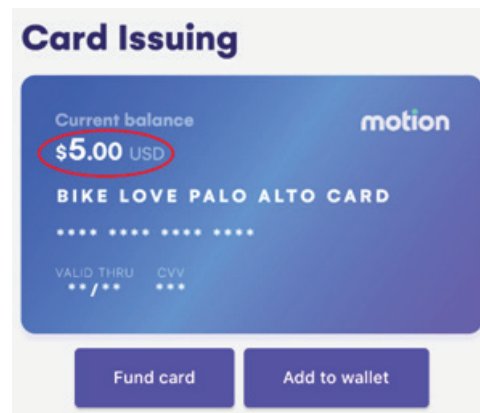 Card Issuing
Current balance
motion
$5.00 USD
BIKE LOVE PALO ALTO CARD
**** **** **** ****
VALID THRU CVV
**/** ***
Fund card
Add to wallet